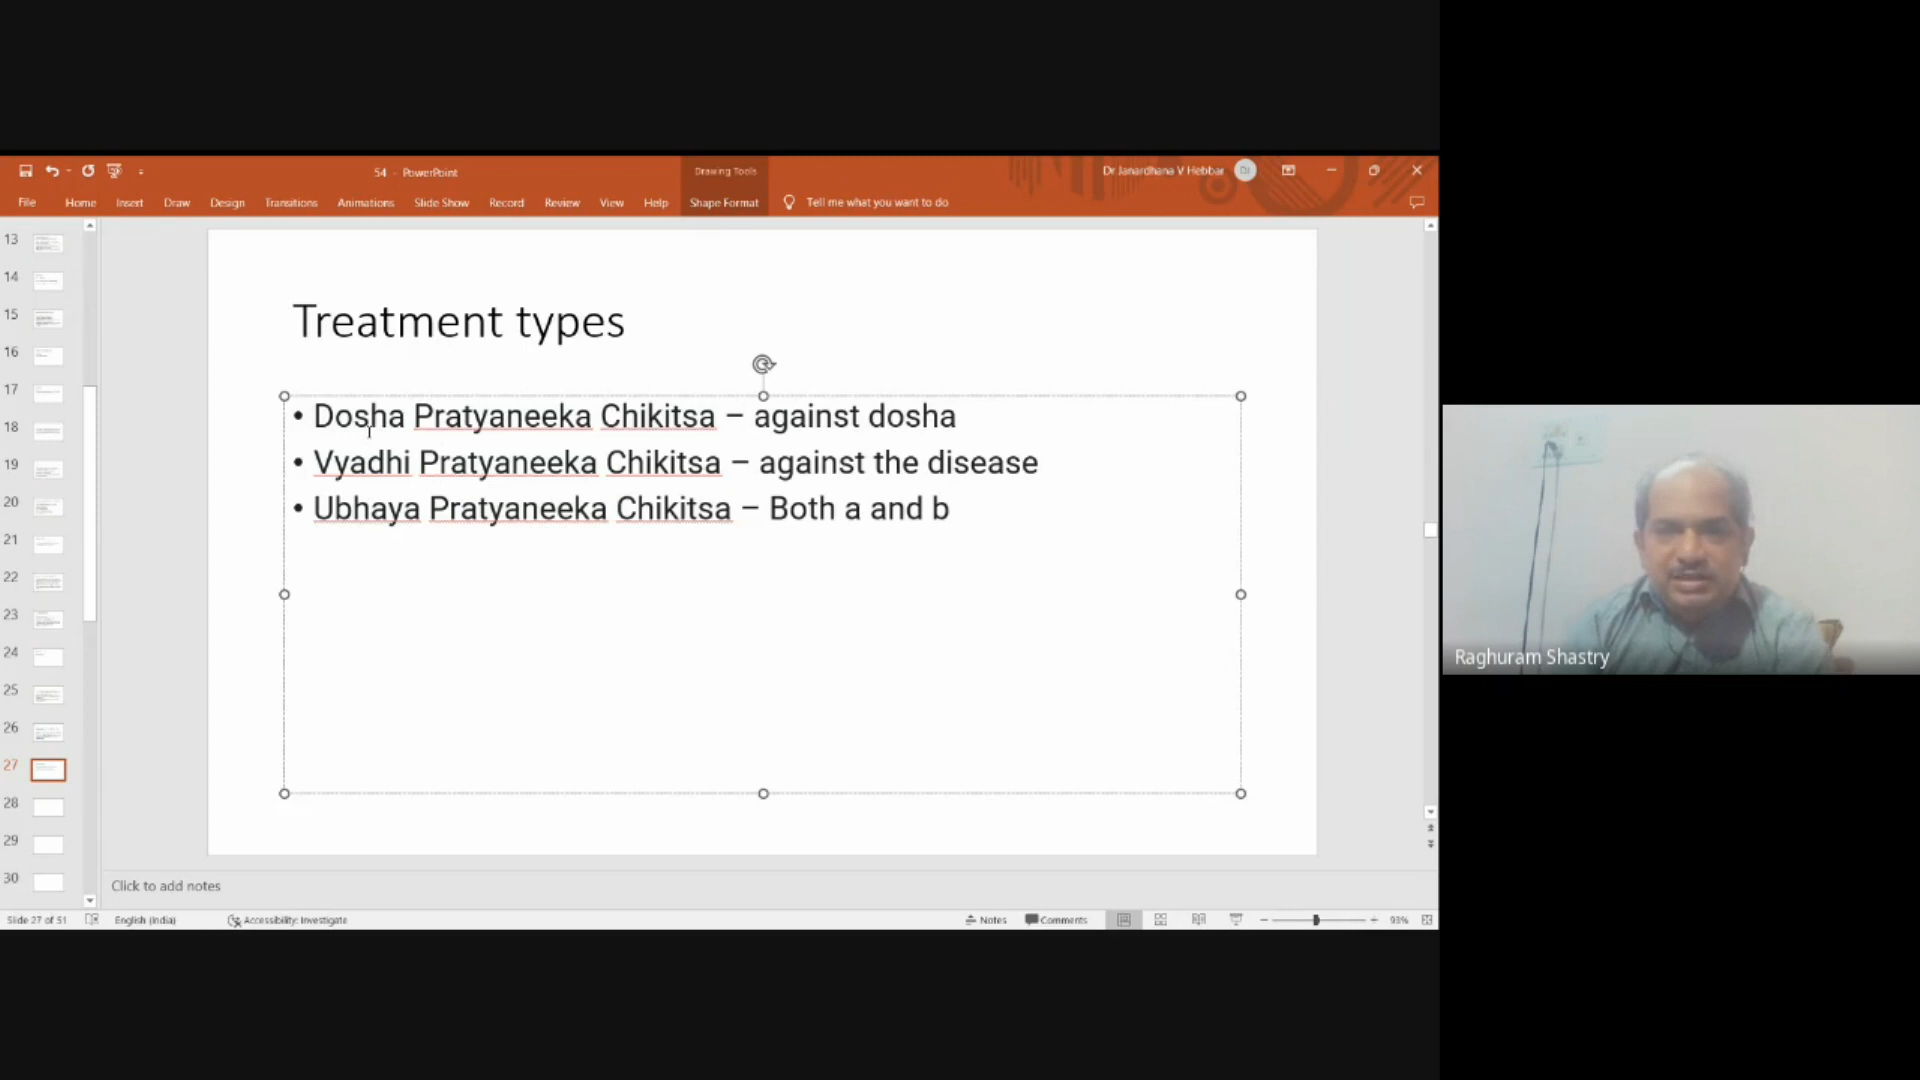 54 - PowerPoint
Drawing Tools
Dr Janardhana V Hebbar
File Home Insert Draw Design Transitions Animations Slide Show Record Review View Help Shape Format Tell me what you want to do
13
14
15
16
17
18
19
20
21
22
23
24
25
26
27
28
29
30
Treatment types
• Dosha Pratyaneeka Chikitsa – against dosha
• Vyadhi Pratyaneeka Chikitsa – against the disease
• Ubhaya Pratyaneeka Chikitsa – Both a and b
Click to add notes
Slide 27 of 51 English (India) Accessibility: Investigate Notes Comments 93%
Raghuram Shastry